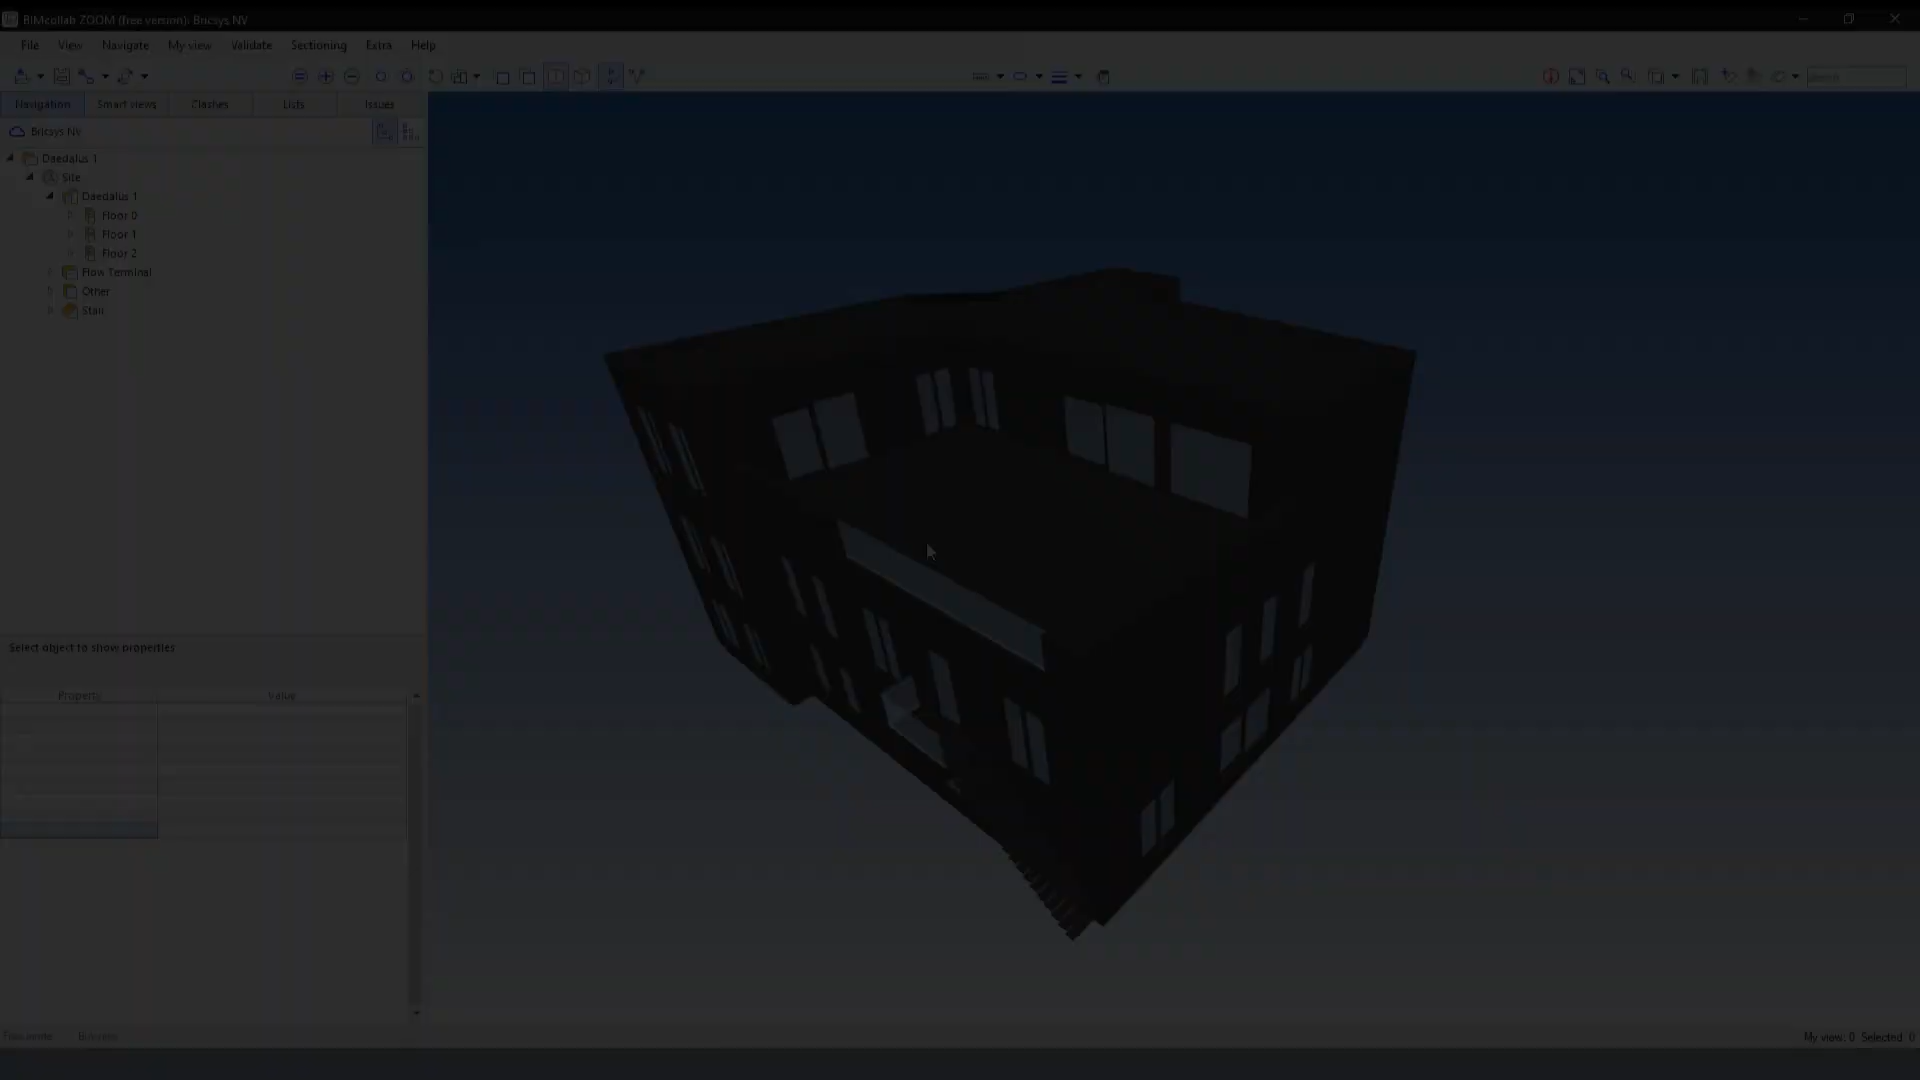 BIMcollab ZOOM (free version): Bricsys NV
File View Navigate My view Validate Sectioning Extra Help
Search
Navigation Smart views Clashes Lists Issues
Bricsys NV
Daedalus 1
Site
Daedalus 1
Floor 0
Floor 1
Floor 2
Flow Terminal
Other
Stair
Select object to show properties
Property Value
My view: 0 Selected: 0